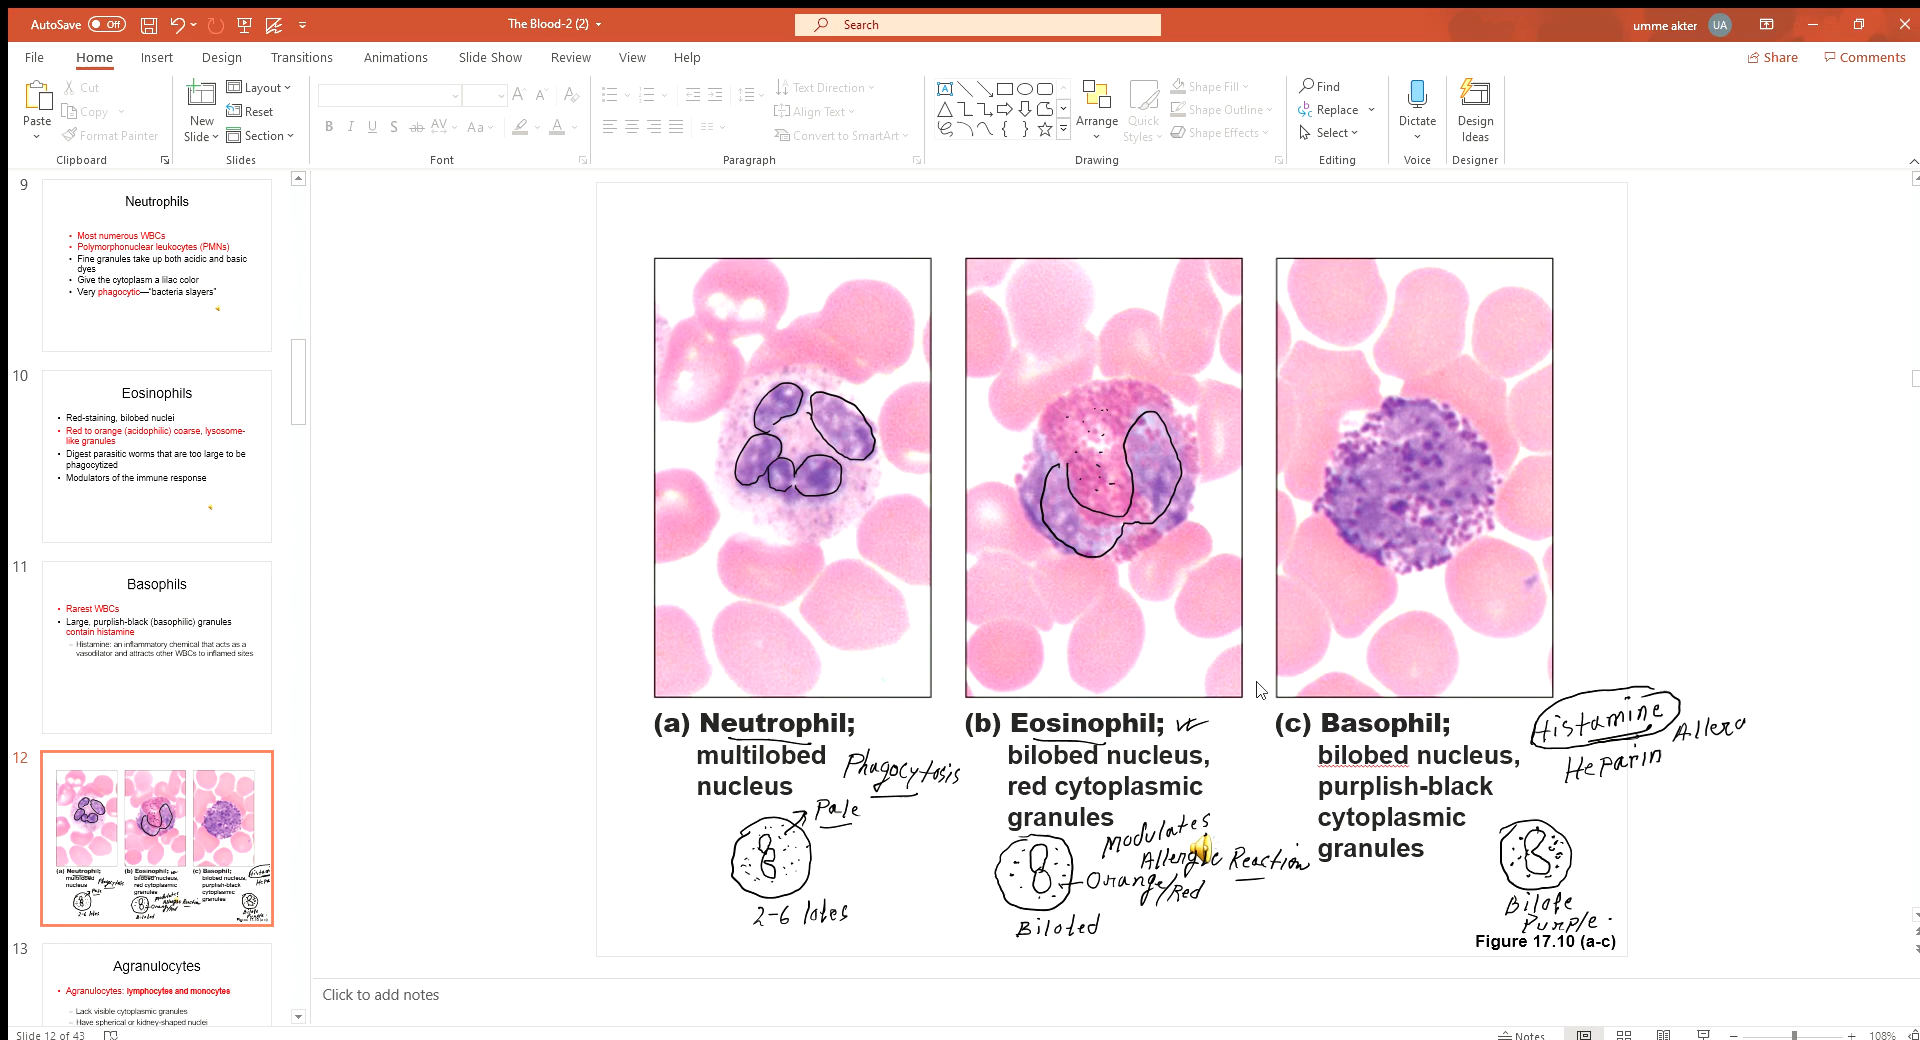 AutoSave Off
The Blood-2 (2)
Search
umme akter UA
File Home Insert Design Transitions Animations Slide Show Review View Help
Share Comments
Paste
Cut
Copy
Format Painter
Clipboard
New
Slide
Layout
Reset
Section
Slides
B I U S ab AV Aa A
Font
Text Direction
Align Text
Convert to SmartArt
Paragraph
Arrange
Quick
Styles
Shape Fill
Shape Outline
Shape Effects
Drawing
Find
Replace
Select
Editing
Dictate
Voice
Design
Ideas
Designer
9
Neutrophils
• Most numerous WBCs
• Polymorphonuclear leukocytes (PMNs)
• Fine granules take up both acidic and basic
dyes
• Give the cytoplasm a lilac color
• Very phagocytic—"bacteria slayers"
10
Eosinophils
• Red-staining, bilobed nuclei
• Red to orange (acidophilic) coarse, lysosome-
like granules
• Digest parasitic worms that are too large to be
phagocytized
• Modulators of the immune response
11
Basophils
• Rarest WBCs
• Large, purplish-black (basophilic) granules
contain histamine
– Histamine: an inflammatory chemical that acts as a
vasodilator and attracts other WBCs to inflamed sites
12
13
Agranulocytes
• Agranulocytes: lymphocytes and monocytes
– Lack visible cytoplasmic granules
– Have spherical or kidney-shaped nuclei
(a) Neutrophil;
multilobed
nucleus
Phagocytosis
Pale
2-6 lobes
(b) Eosinophil;
bilobed nucleus,
red cytoplasmic
granules
Modulates
Allergic Reaction
Orange/Red
Bilobed
(c) Basophil;
bilobed nucleus,
purplish-black
cytoplasmic
granules
Histamine
Heparin
Bilobe
Purple.
Figure 17.10 (a-c)
Click to add notes
Slide 12 of 43
Notes
108%